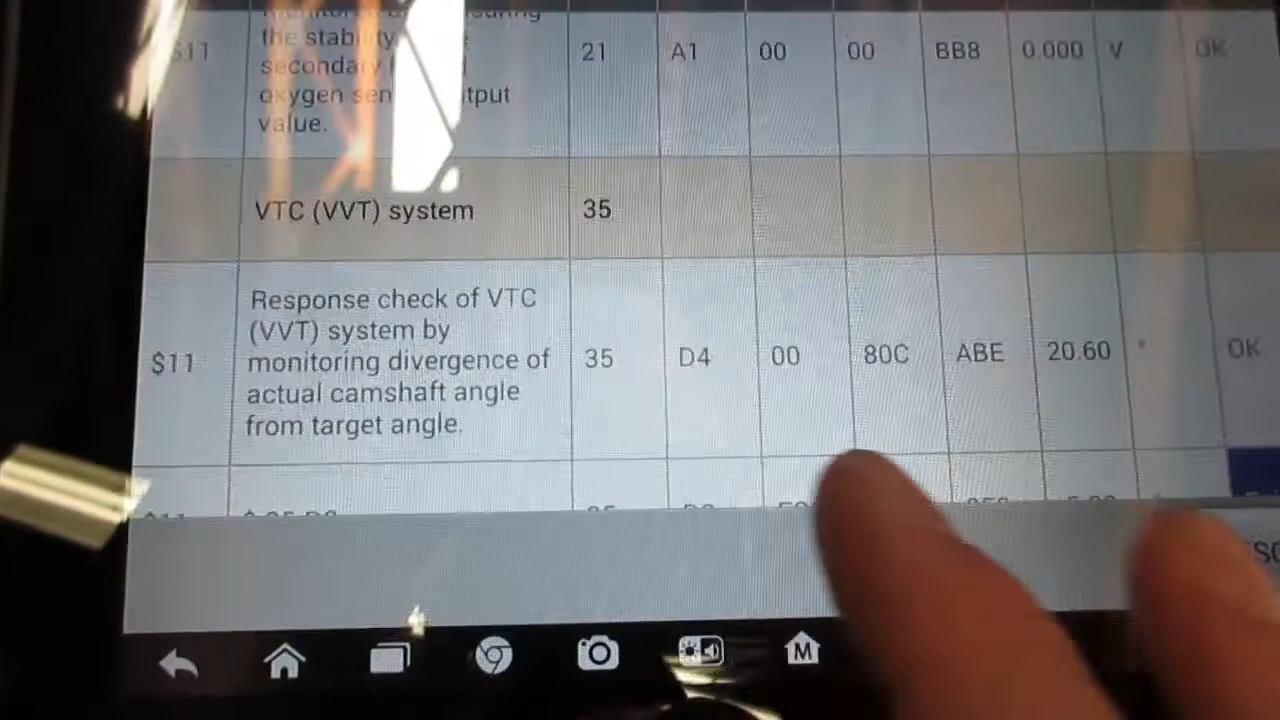 $11
the stability
secondary
oxygen
value.
21 A1 00 00 BB8 0.000 V OK
VTC (VVT) system 35
$11
Response check of VTC
(VVT) system by
monitoring divergence of
actual camshaft angle
from target angle.
35 D4 00 80C ABE 20.60 ° OK
M